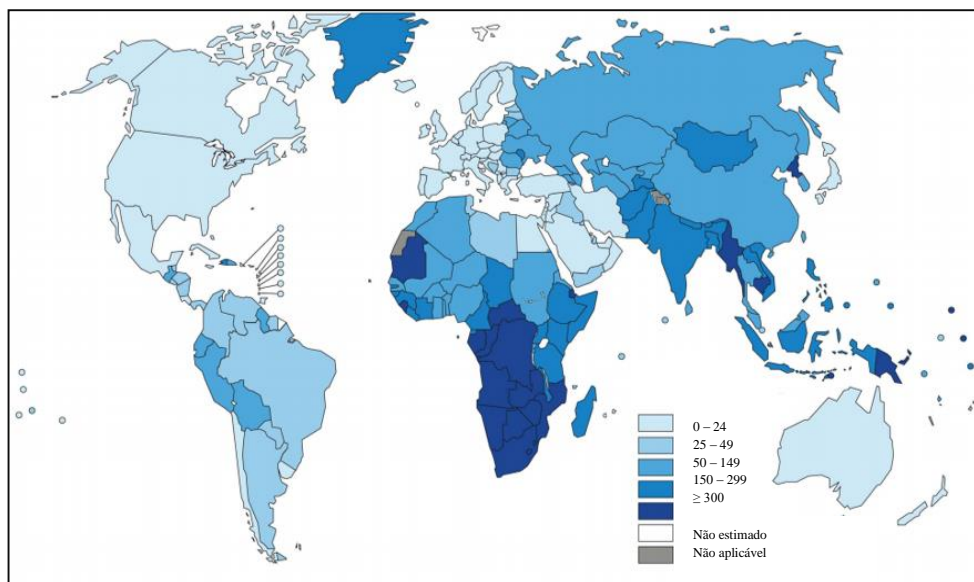 0 – 24
25 – 49
50 – 149
150 – 299
≥ 300
Não estimado
Não aplicável